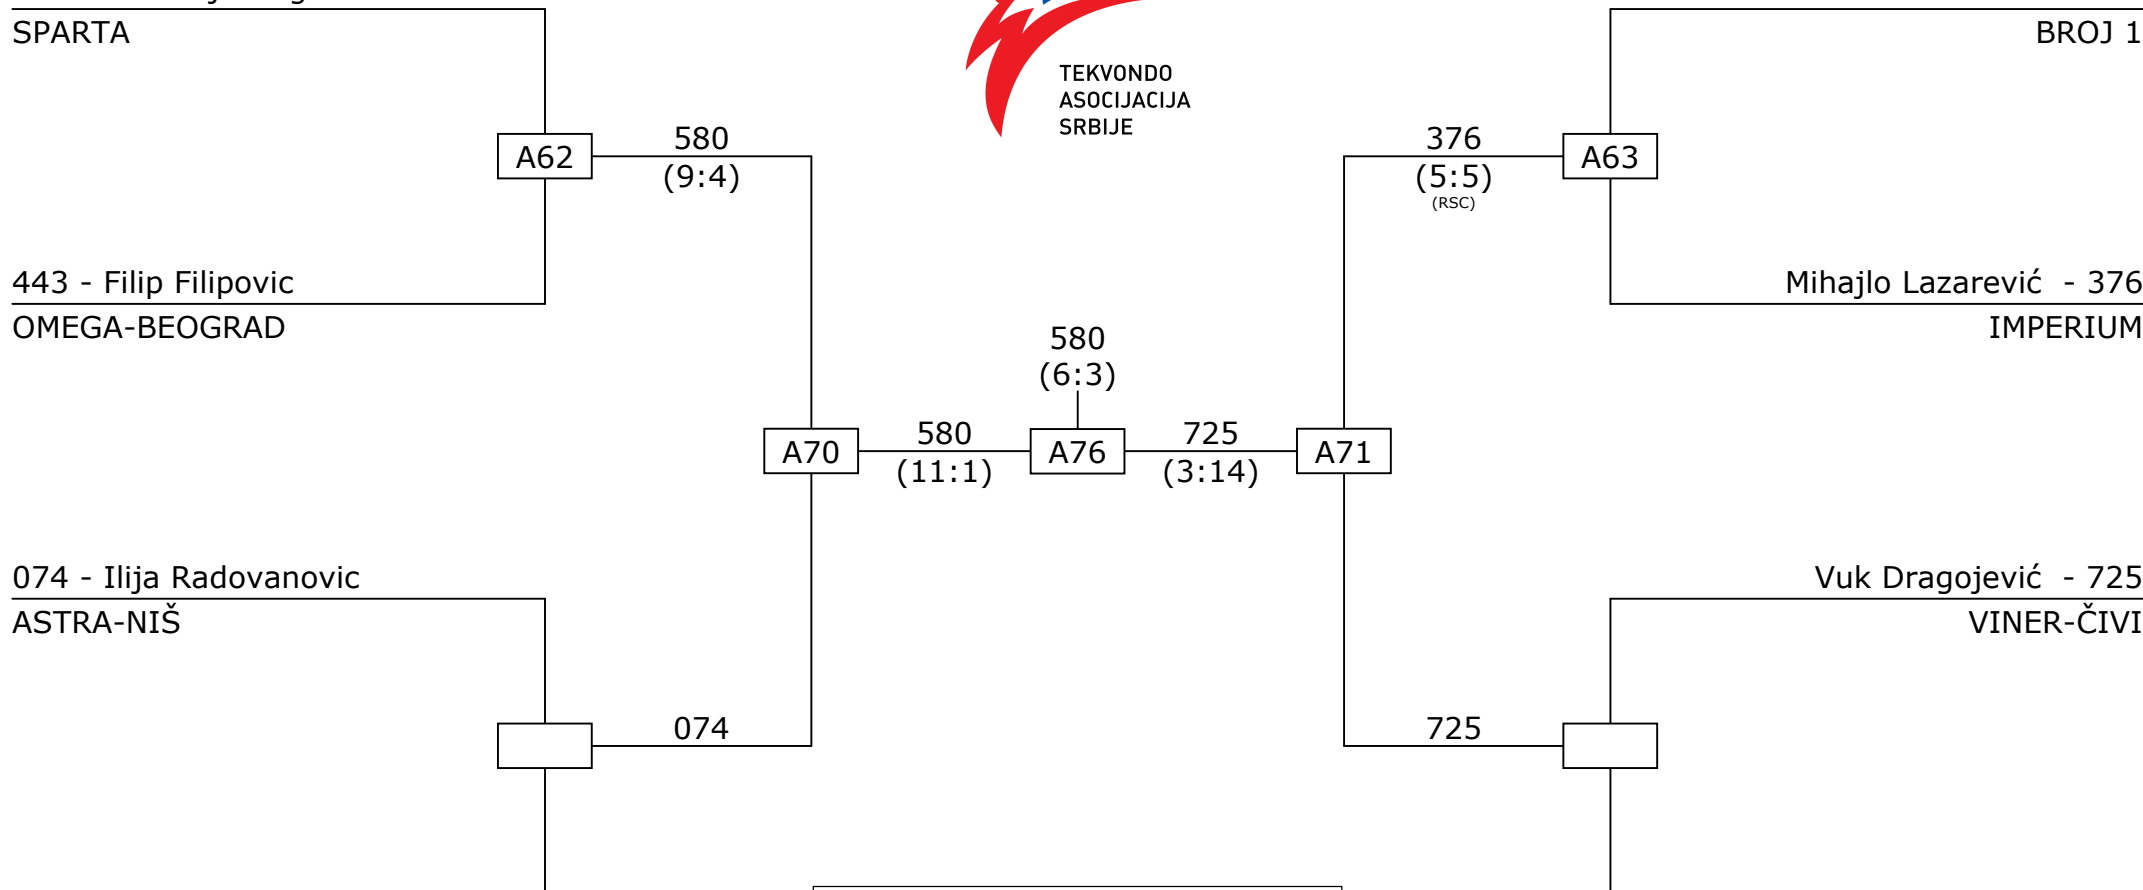 SPARTA
BROJ 1
TEKVONDO
ASOCIJACIJA
SRBIJE
A62
580
(9:4)
376
(5:5)
(RSC)
A63
443 - Filip Filipovic
OMEGA-BEOGRAD
Mihajlo Lazarević - 376
IMPERIUM
580
(6:3)
A70
580
(11:1)
A76
725
(3:14)
A71
074 - Ilija Radovanovic
ASTRA-NIŠ
Vuk Dragojević - 725
VINER-ČIVI
074
725